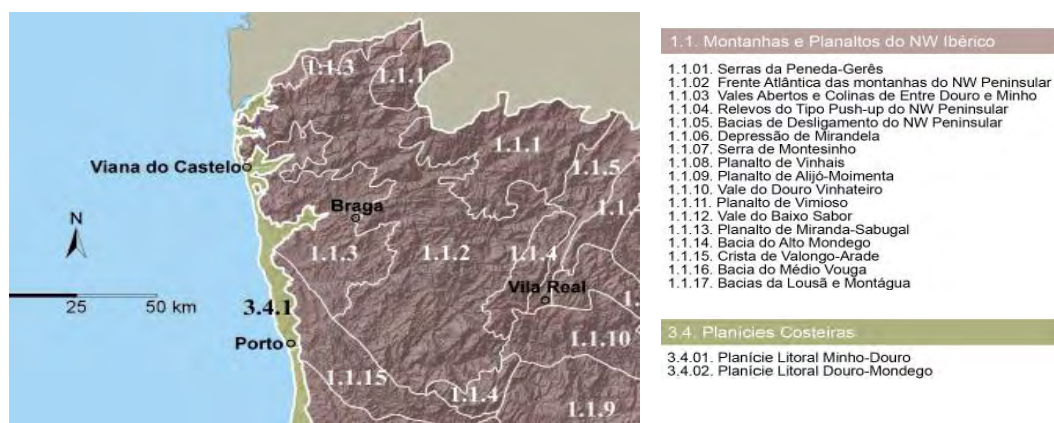 1.1.3
1.1.1
1.1.1
1.1.5
Viana do Castelo
Braga
N
1.1.3
1.1.2
1.1.4
Vila Real
25
50 km
3.4.1
Porto
1.1.10
1.1.15
1.1.4
1.1.9
1.1. Montanhas e Planaltos do NW Ibérico
1.1.01. Serras da Peneda-Gerês
1.1.02 Frente Atlântica das montanhas do NW Peninsular
1.1.03 Vales Abertos e Colinas de Entre Douro e Minho
1.1.04. Relevos do Tipo Push-up do NW Peninsular
1.1.05. Bacias de Desligamento do NW Peninsular
1.1.06. Depressão de Mirandela
1.1.07. Serra de Montesinho
1.1.08. Planalto de Vinhais
1.1.09. Planalto de Alijó-Moimenta
1.1.10. Vale do Douro Vinhateiro
1.1.11. Planalto de Vimioso
1.1.12. Vale do Baixo Sabor
1.1.13. Planalto de Miranda-Sabugal
1.1.14. Bacia do Alto Mondego
1.1.15. Crista de Valongo-Arade
1.1.16. Bacia do Médio Vouga
1.1.17. Bacias da Lousã e Montágua
3.4. Planícies Costeiras
3.4.01. Planície Litoral Minho-Douro
3.4.02. Planície Litoral Douro-Mondego